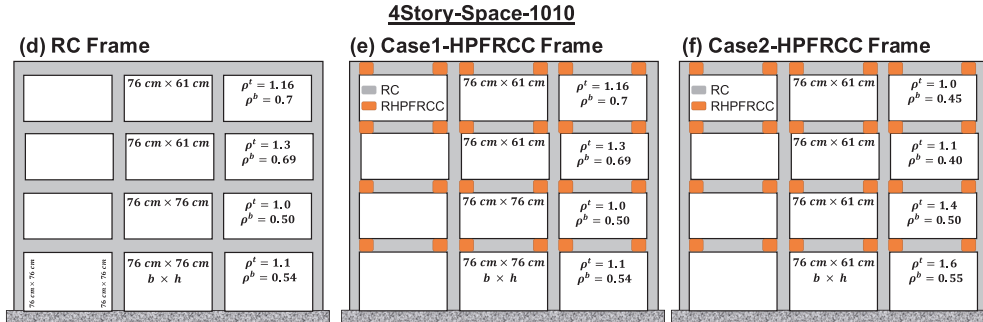 4Story-Space-1010
(d) RC Frame
76 cm × 61 cm
ρᵗ = 1.16
ρᵇ = 0.7
76 cm × 61 cm
ρᵗ = 1.3
ρᵇ = 0.69
76 cm × 76 cm
ρᵗ = 1.0
ρᵇ = 0.50
76 cm × 76 cm
76 cm × 76 cm
76 cm × 76 cm
b × h
ρᵗ = 1.1
ρᵇ = 0.54
(e) Case1-HPFRCC Frame
RC
RHPFRCC
76 cm × 61 cm
ρᵗ = 1.16
ρᵇ = 0.7
76 cm × 61 cm
ρᵗ = 1.3
ρᵇ = 0.69
76 cm × 76 cm
ρᵗ = 1.0
ρᵇ = 0.50
76 cm × 76 cm
b × h
ρᵗ = 1.1
ρᵇ = 0.54
(f) Case2-HPFRCC Frame
RC
RHPFRCC
76 cm × 61 cm
ρᵗ = 1.0
ρᵇ = 0.45
76 cm × 61 cm
ρᵗ = 1.1
ρᵇ = 0.40
76 cm × 61 cm
ρᵗ = 1.4
ρᵇ = 0.50
76 cm × 61 cm
b × h
ρᵗ = 1.6
ρᵇ = 0.55